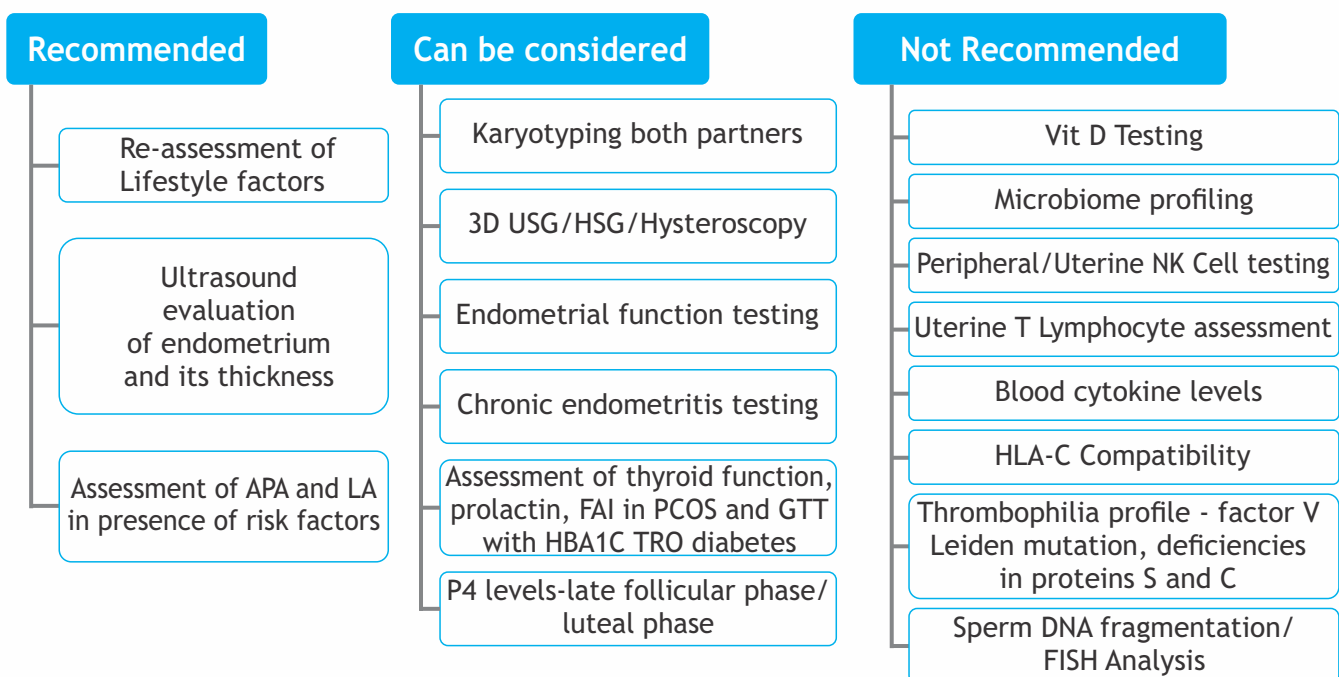 Recommended
Re-assessment of
Lifestyle factors
Ultrasound
evaluation
of endometrium
and its thickness
Assessment of APA and LA
in presence of risk factors
Can be considered
Karyotyping both partners
3D USG/HSG/Hysteroscopy
Endometrial function testing
Chronic endometritis testing
Assessment of thyroid function,
prolactin, FAI in PCOS and GTT
with HBA1C TRO diabetes
P4 levels-late follicular phase/
luteal phase
Not Recommended
Vit D Testing
Microbiome profiling
Peripheral/Uterine NK Cell testing
Uterine T Lymphocyte assessment
Blood cytokine levels
HLA-C Compatibility
Thrombophilia profile - factor V
Leiden mutation, deficiencies
in proteins S and C
Sperm DNA fragmentation/
FISH Analysis